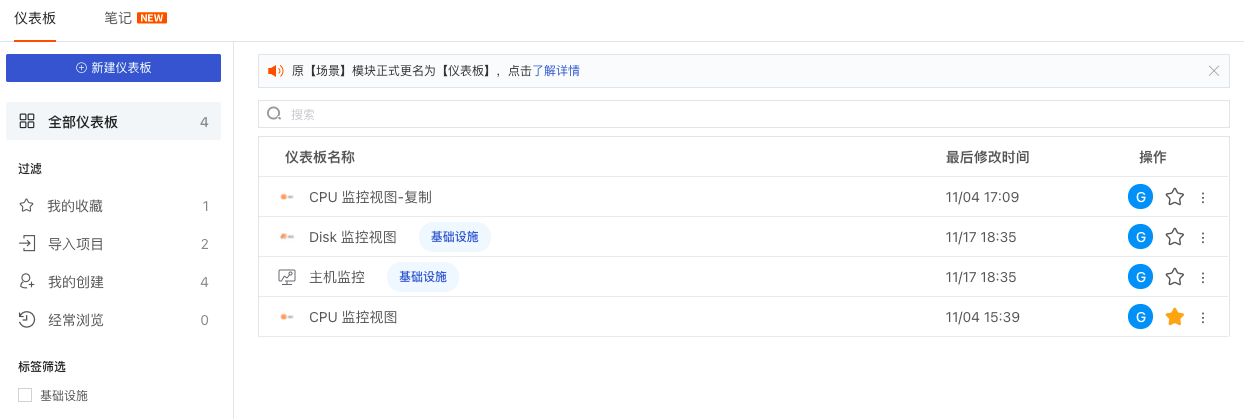 仪表板
笔记 NEW
新建仪表板
全部仪表板 4
过滤
我的收藏 1
导入项目 2
我的创建 4
经常浏览 0
标签筛选
基础设施
原【场景】模块正式更名为【仪表板】，点击了解详情
搜索
仪表板名称 最后修改时间 操作
CPU 监控视图-复制 11/04 17:09 G
Disk 监控视图 基础设施 11/17 18:35 G
主机监控 基础设施 11/17 18:35 G
CPU 监控视图 11/04 15:39 G